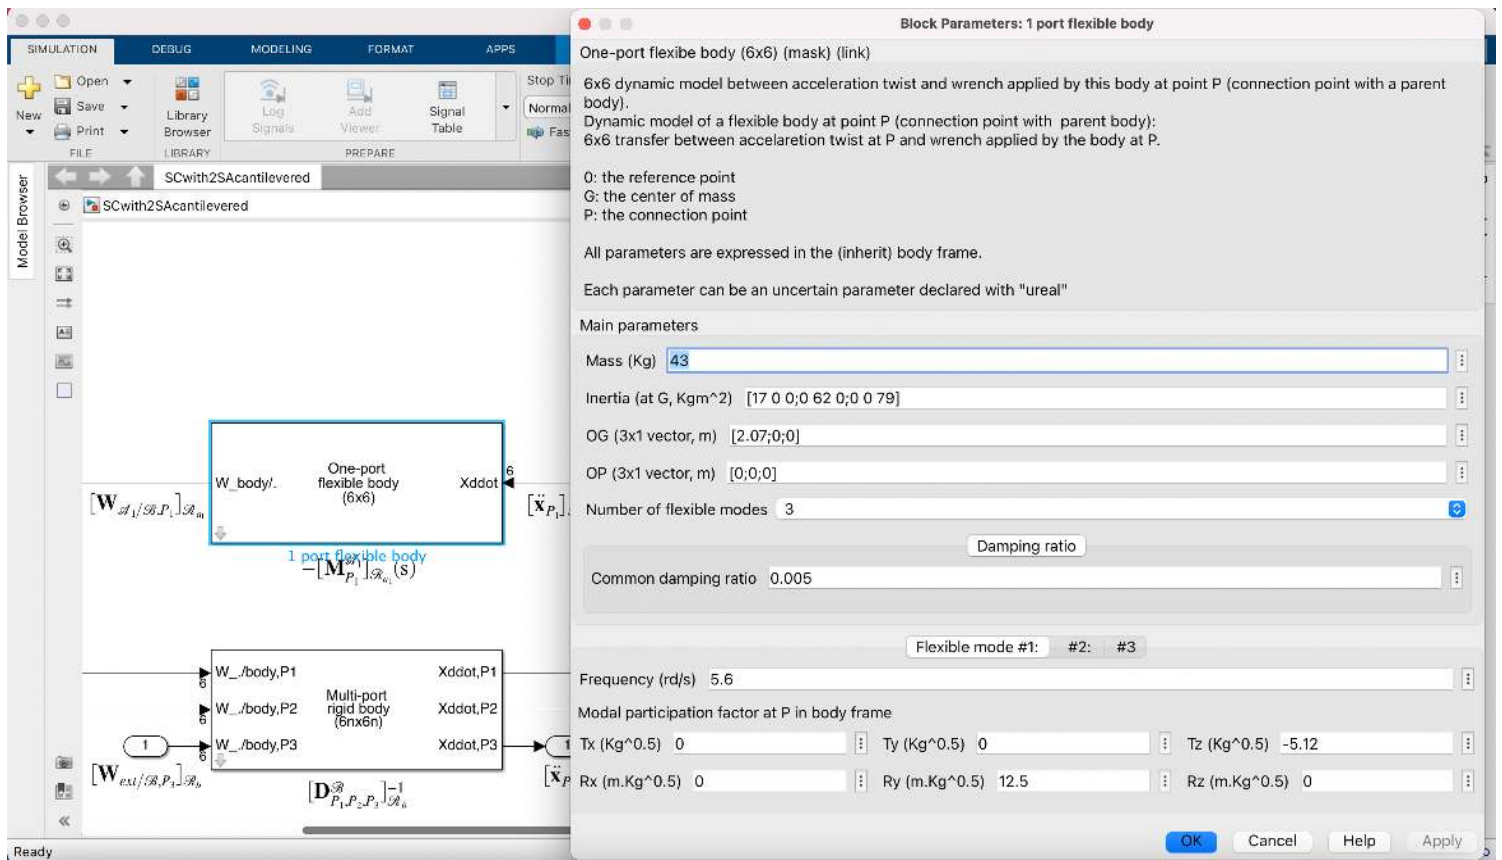 Block Parameters: 1 port flexible body
SIMULATION DEBUG MODELING FORMAT APPS
New
Open
Save
Print
FILE
Library
Browser
LIBRARY
Log
Signals
Add
Viewer
Signal
Table
PREPARE
Stop Ti
Normal
Fas
Model Browser
SCwith2SAcantilevered
SCwith2SAcantilevered
W_body/.
One-port
flexible body
(6x6)
Xddot
6
1 port flexible body
W_./body,P1
W_./body,P2
W_./body,P3
6
6
6
Multi-port
rigid body
(6nx6n)
Xddot,P1
Xddot,P2
Xddot,P3
1
1
Ready
One-port flexibe body (6x6) (mask) (link)
6x6 dynamic model between acceleration twist and wrench applied by this body at point P (connection point with a parent
body).
Dynamic model of a flexible body at point P (connection point with parent body):
6x6 transfer between accelaretion twist at P and wrench applied by the body at P.
O: the reference point
G: the center of mass
P: the connection point
All parameters are expressed in the (inherit) body frame.
Each parameter can be an uncertain parameter declared with "ureal"
Main parameters
Mass (Kg) 43
Inertia (at G, Kgm^2) [17 0 0;0 62 0;0 0 79]
OG (3x1 vector, m) [2.07;0;0]
OP (3x1 vector, m) [0;0;0]
Number of flexible modes 3
Damping ratio
Common damping ratio 0.005
Flexible mode #1: #2: #3
Frequency (rd/s) 5.6
Modal participation factor at P in body frame
Tx (Kg^0.5) 0 Ty (Kg^0.5) 0 Tz (Kg^0.5) -5.12
Rx (m.Kg^0.5) 0 Ry (m.Kg^0.5) 12.5 Rz (m.Kg^0.5) 0
OK Cancel Help Apply